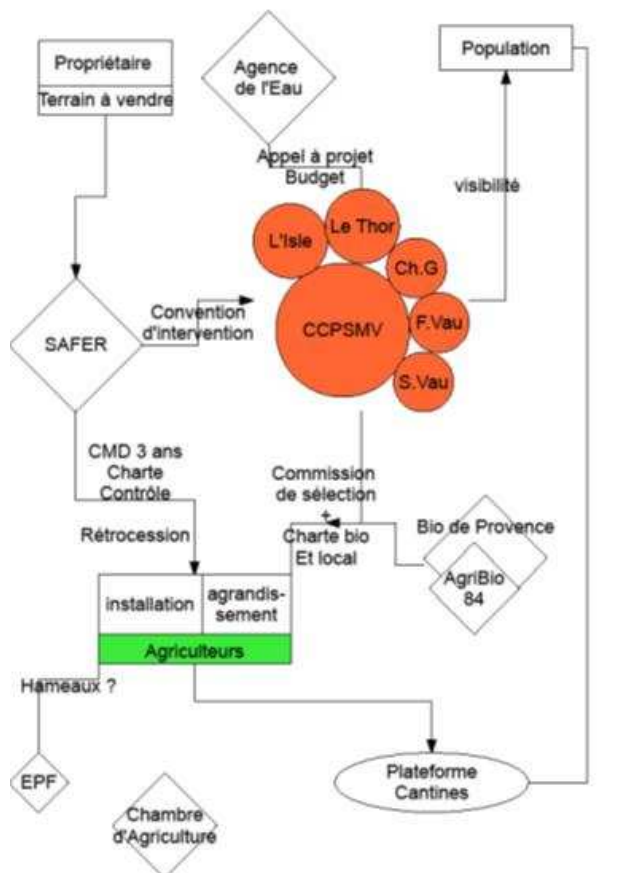 Propriétaire
Terrain à vendre
Agence
de l'Eau
Population
Appel à projet
Budget
visibilité
L'Isle
Le Thor
Ch.G
CCPSMV
F.Vau
S.Vau
SAFER
Convention
d'intervention
CMD 3 ans
Charte
Contrôle
Rétrocession
Commission
de sélection
+
Charte bio
Et local
Bio de Provence
AgriBio
84
installation
agrandis-
sement
Agriculteurs
Hameaux ?
EPF
Plateforme
Cantines
Chambre
d'Agriculture